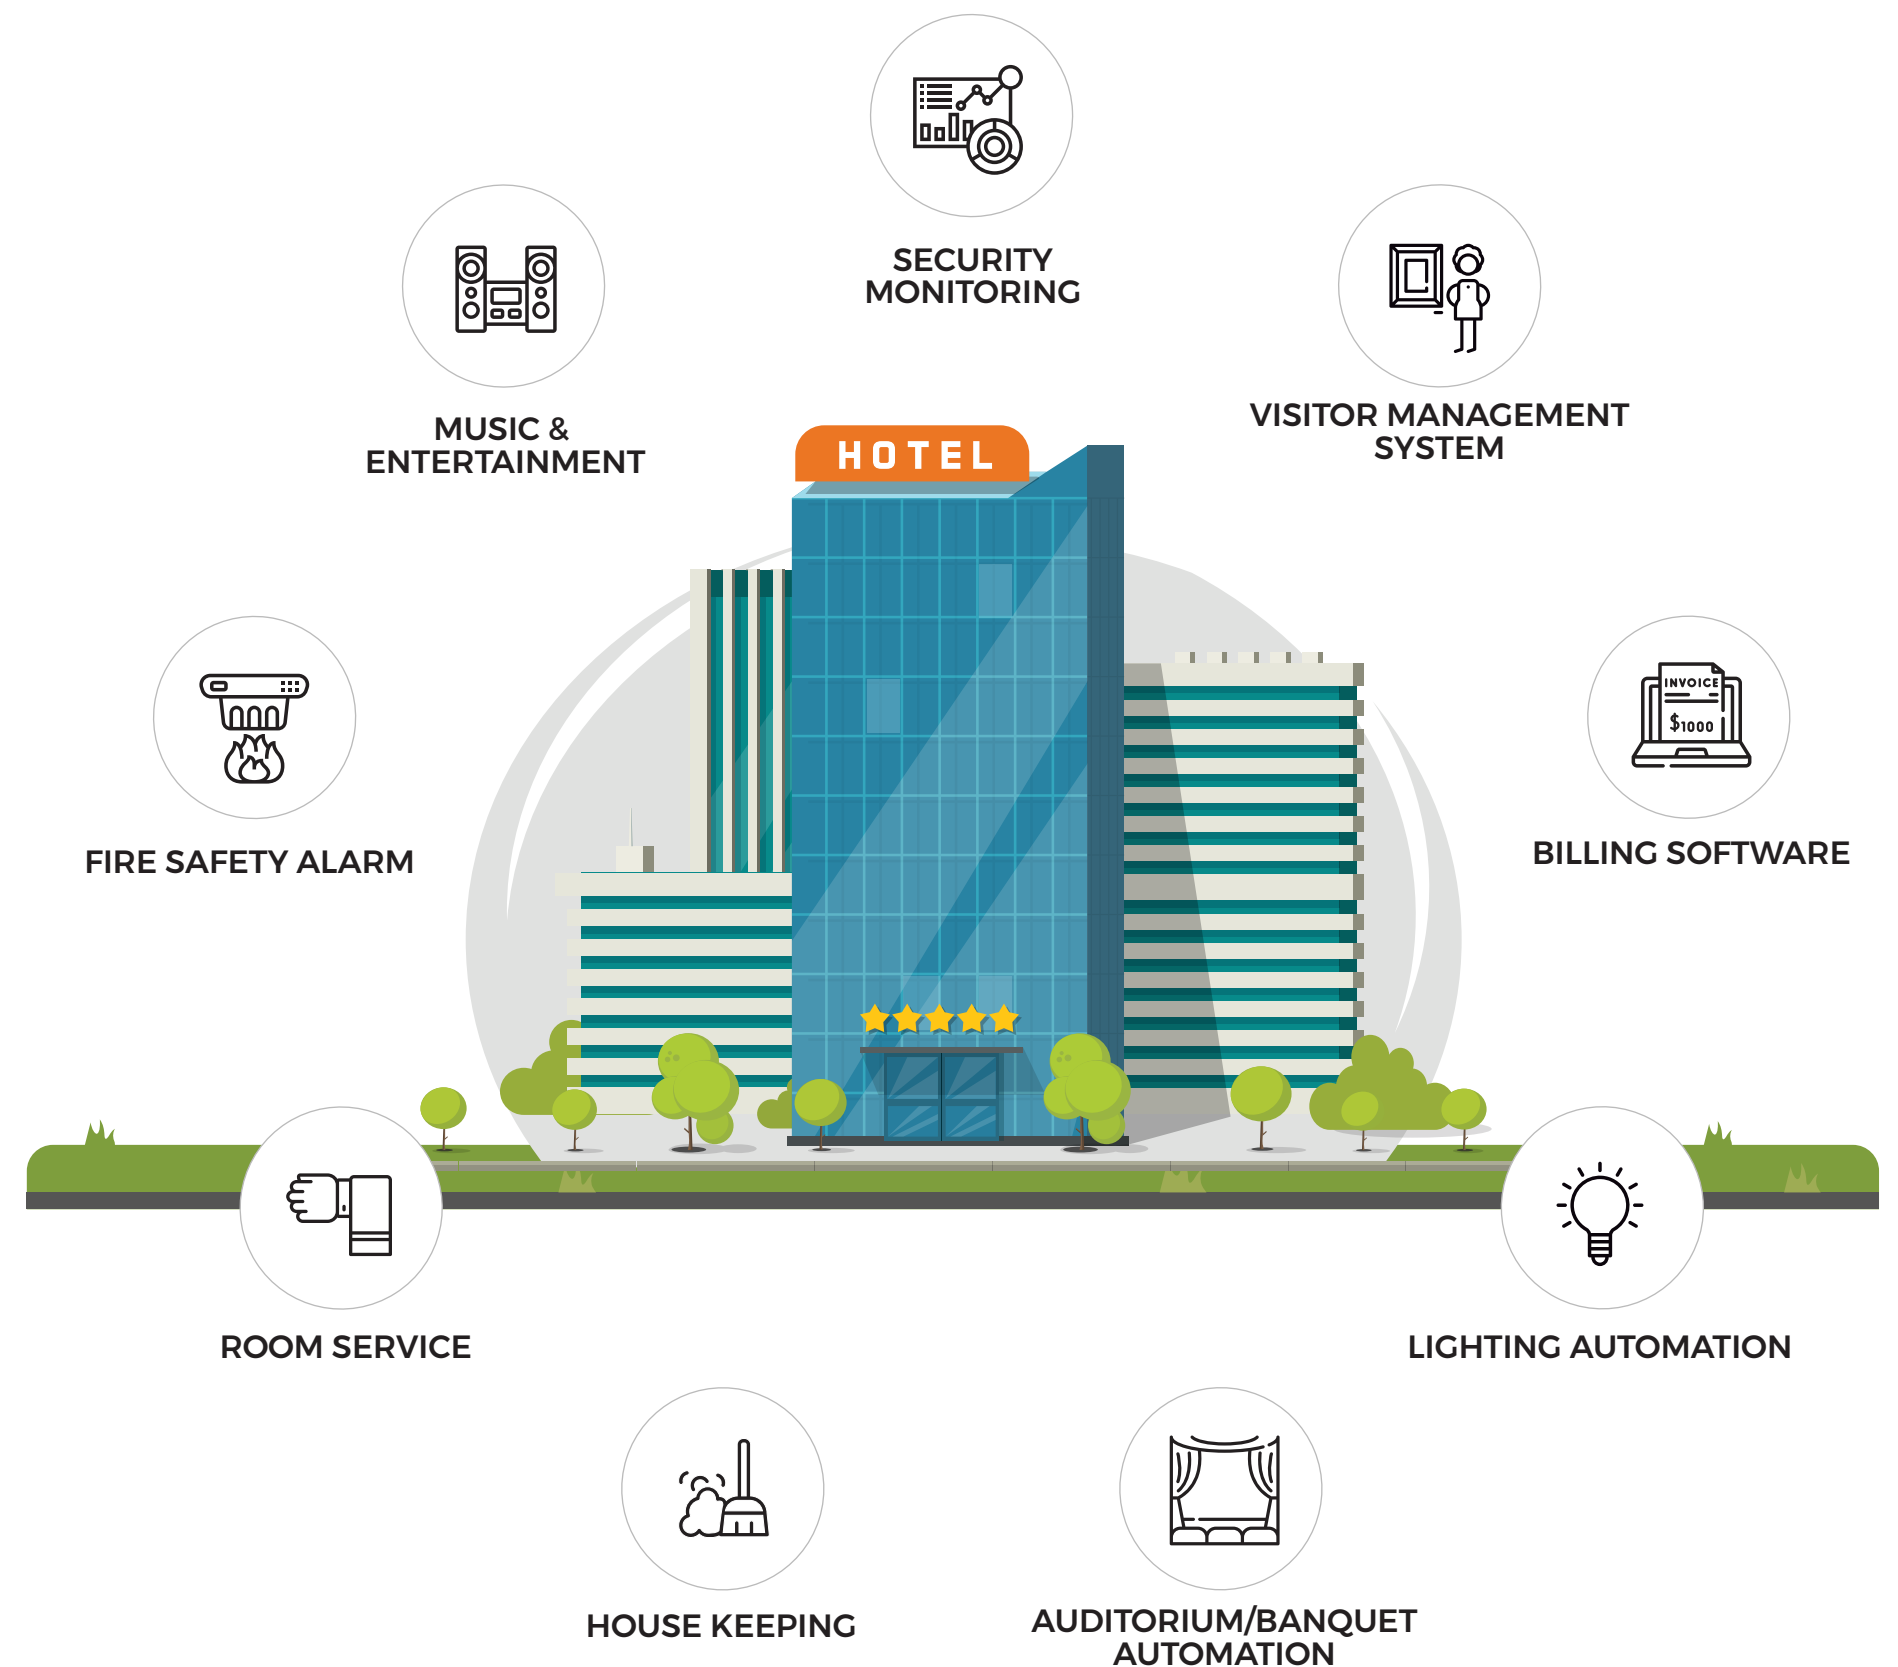 SECURITY
MONITORING
MUSIC &
ENTERTAINMENT
VISITOR MANAGEMENT
SYSTEM
HOTEL
FIRE SAFETY ALARM
INVOICE
$1000
BILLING SOFTWARE
ROOM SERVICE
LIGHTING AUTOMATION
HOUSE KEEPING
AUDITORIUM/BANQUET
AUTOMATION